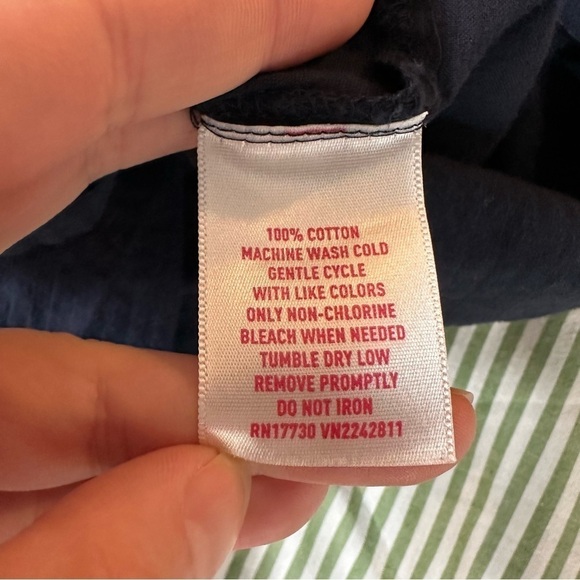 100% COTTON
MACHINE WASH COLD
GENTLE CYCLE
WITH LIKE COLORS
ONLY NON-CHLORINE
BLEACH WHEN NEEDED
TUMBLE DRY LOW
REMOVE PROMPTLY
DO NOT IRON
RN17730 VN2242811